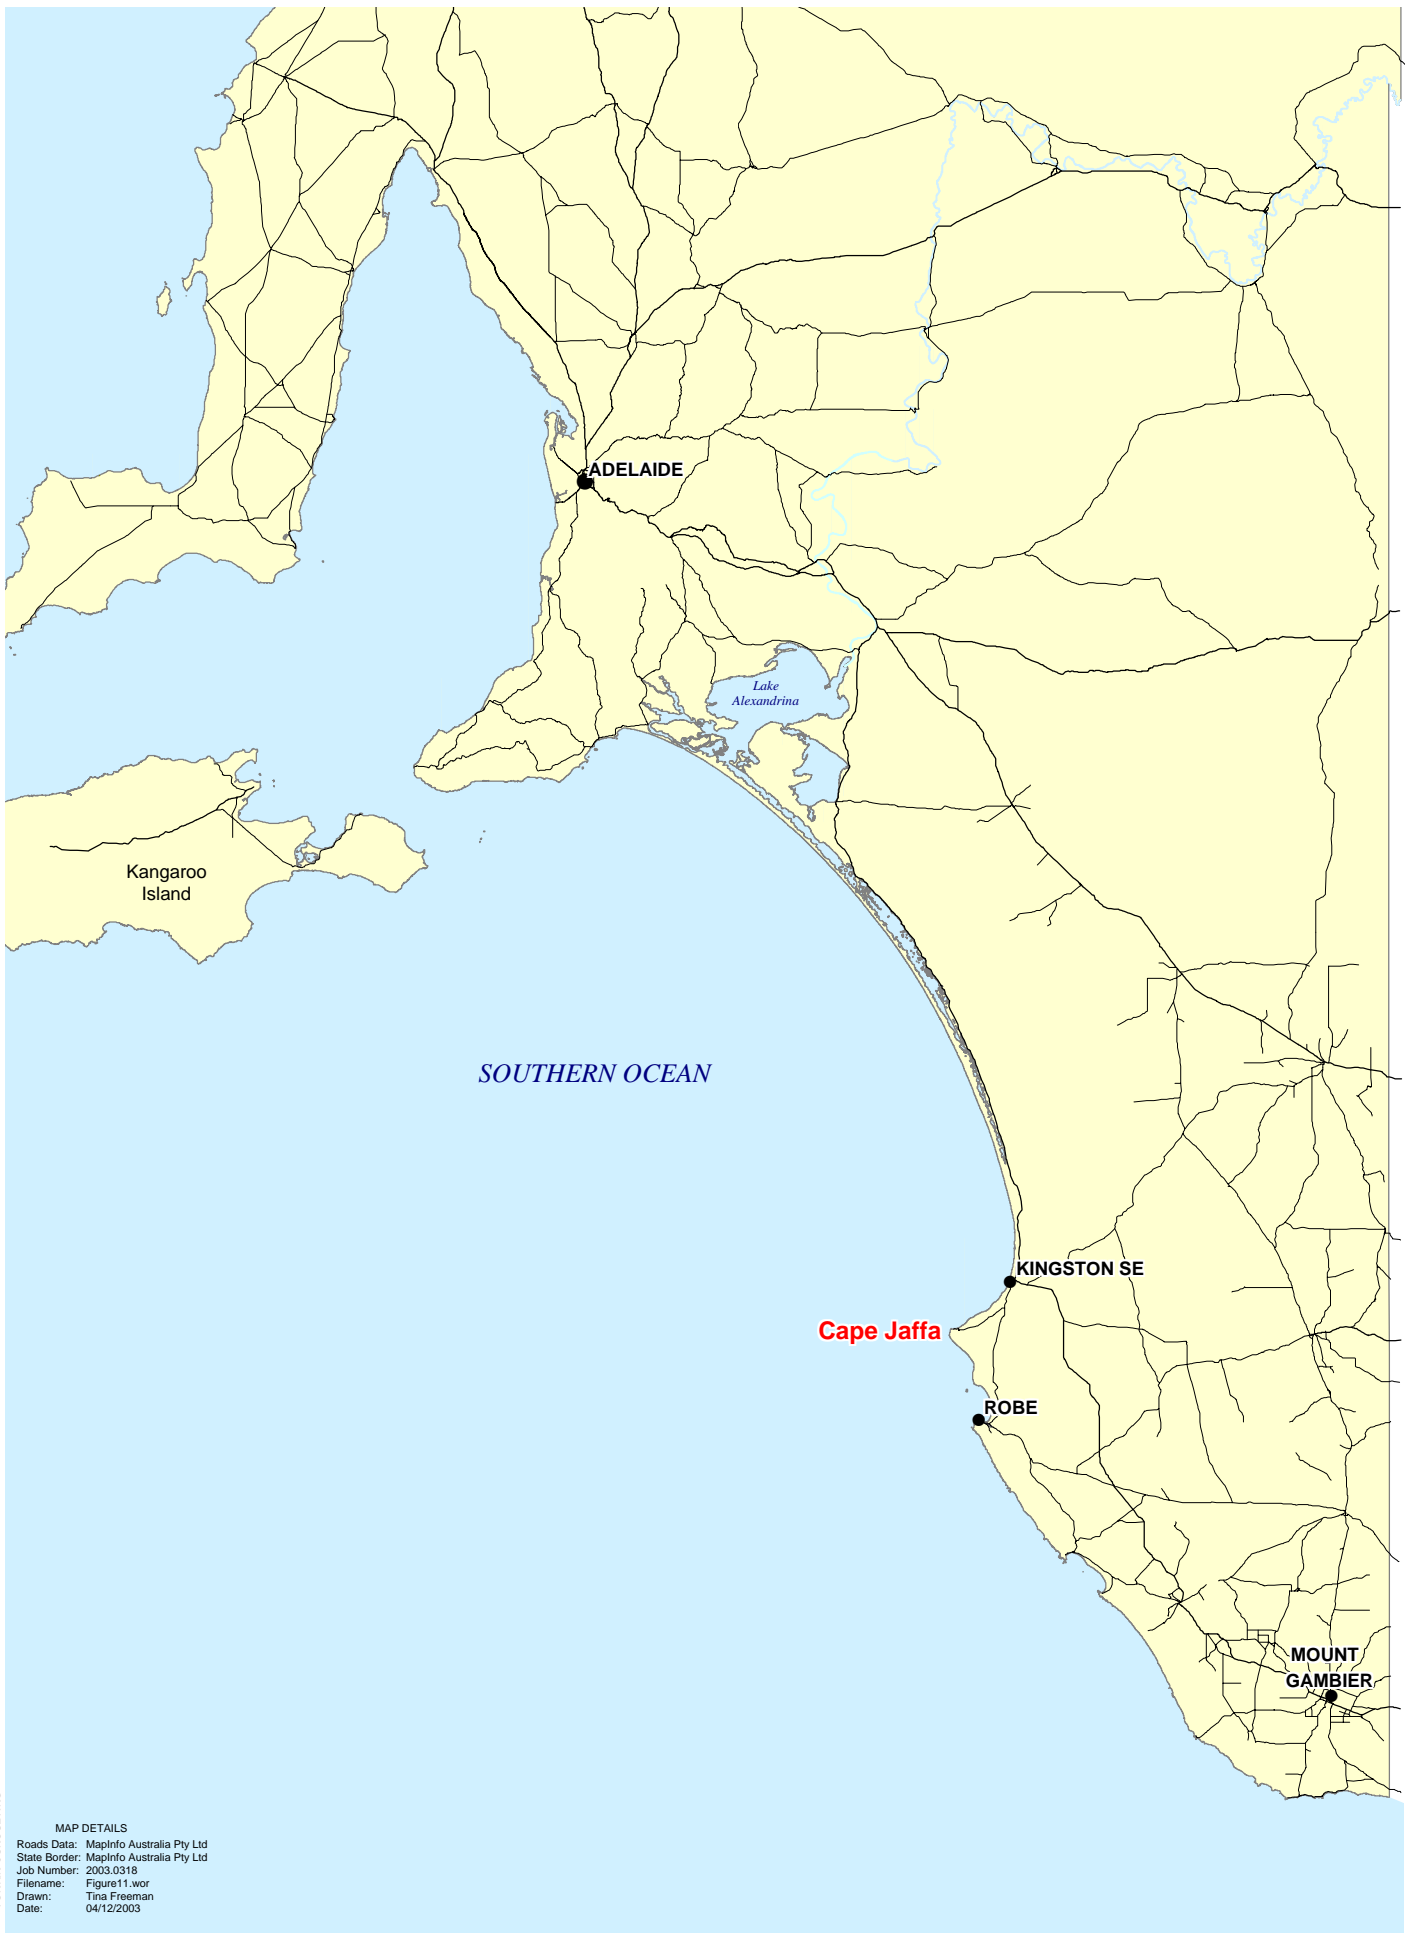 ADELAIDE
Lake
Alexandrina
Kangaroo
Island
SOUTHERN OCEAN
KINGSTON SE
Cape Jaffa
ROBE
MOUNT
GAMBIER
MAP DETAILS
Roads Data: MapInfo Australia Pty Ltd
State Border: MapInfo Australia Pty Ltd
Job Number: 2003.0318
Filename: Figure11.wor
Drawn: Tina Freeman
Date: 04/12/2003